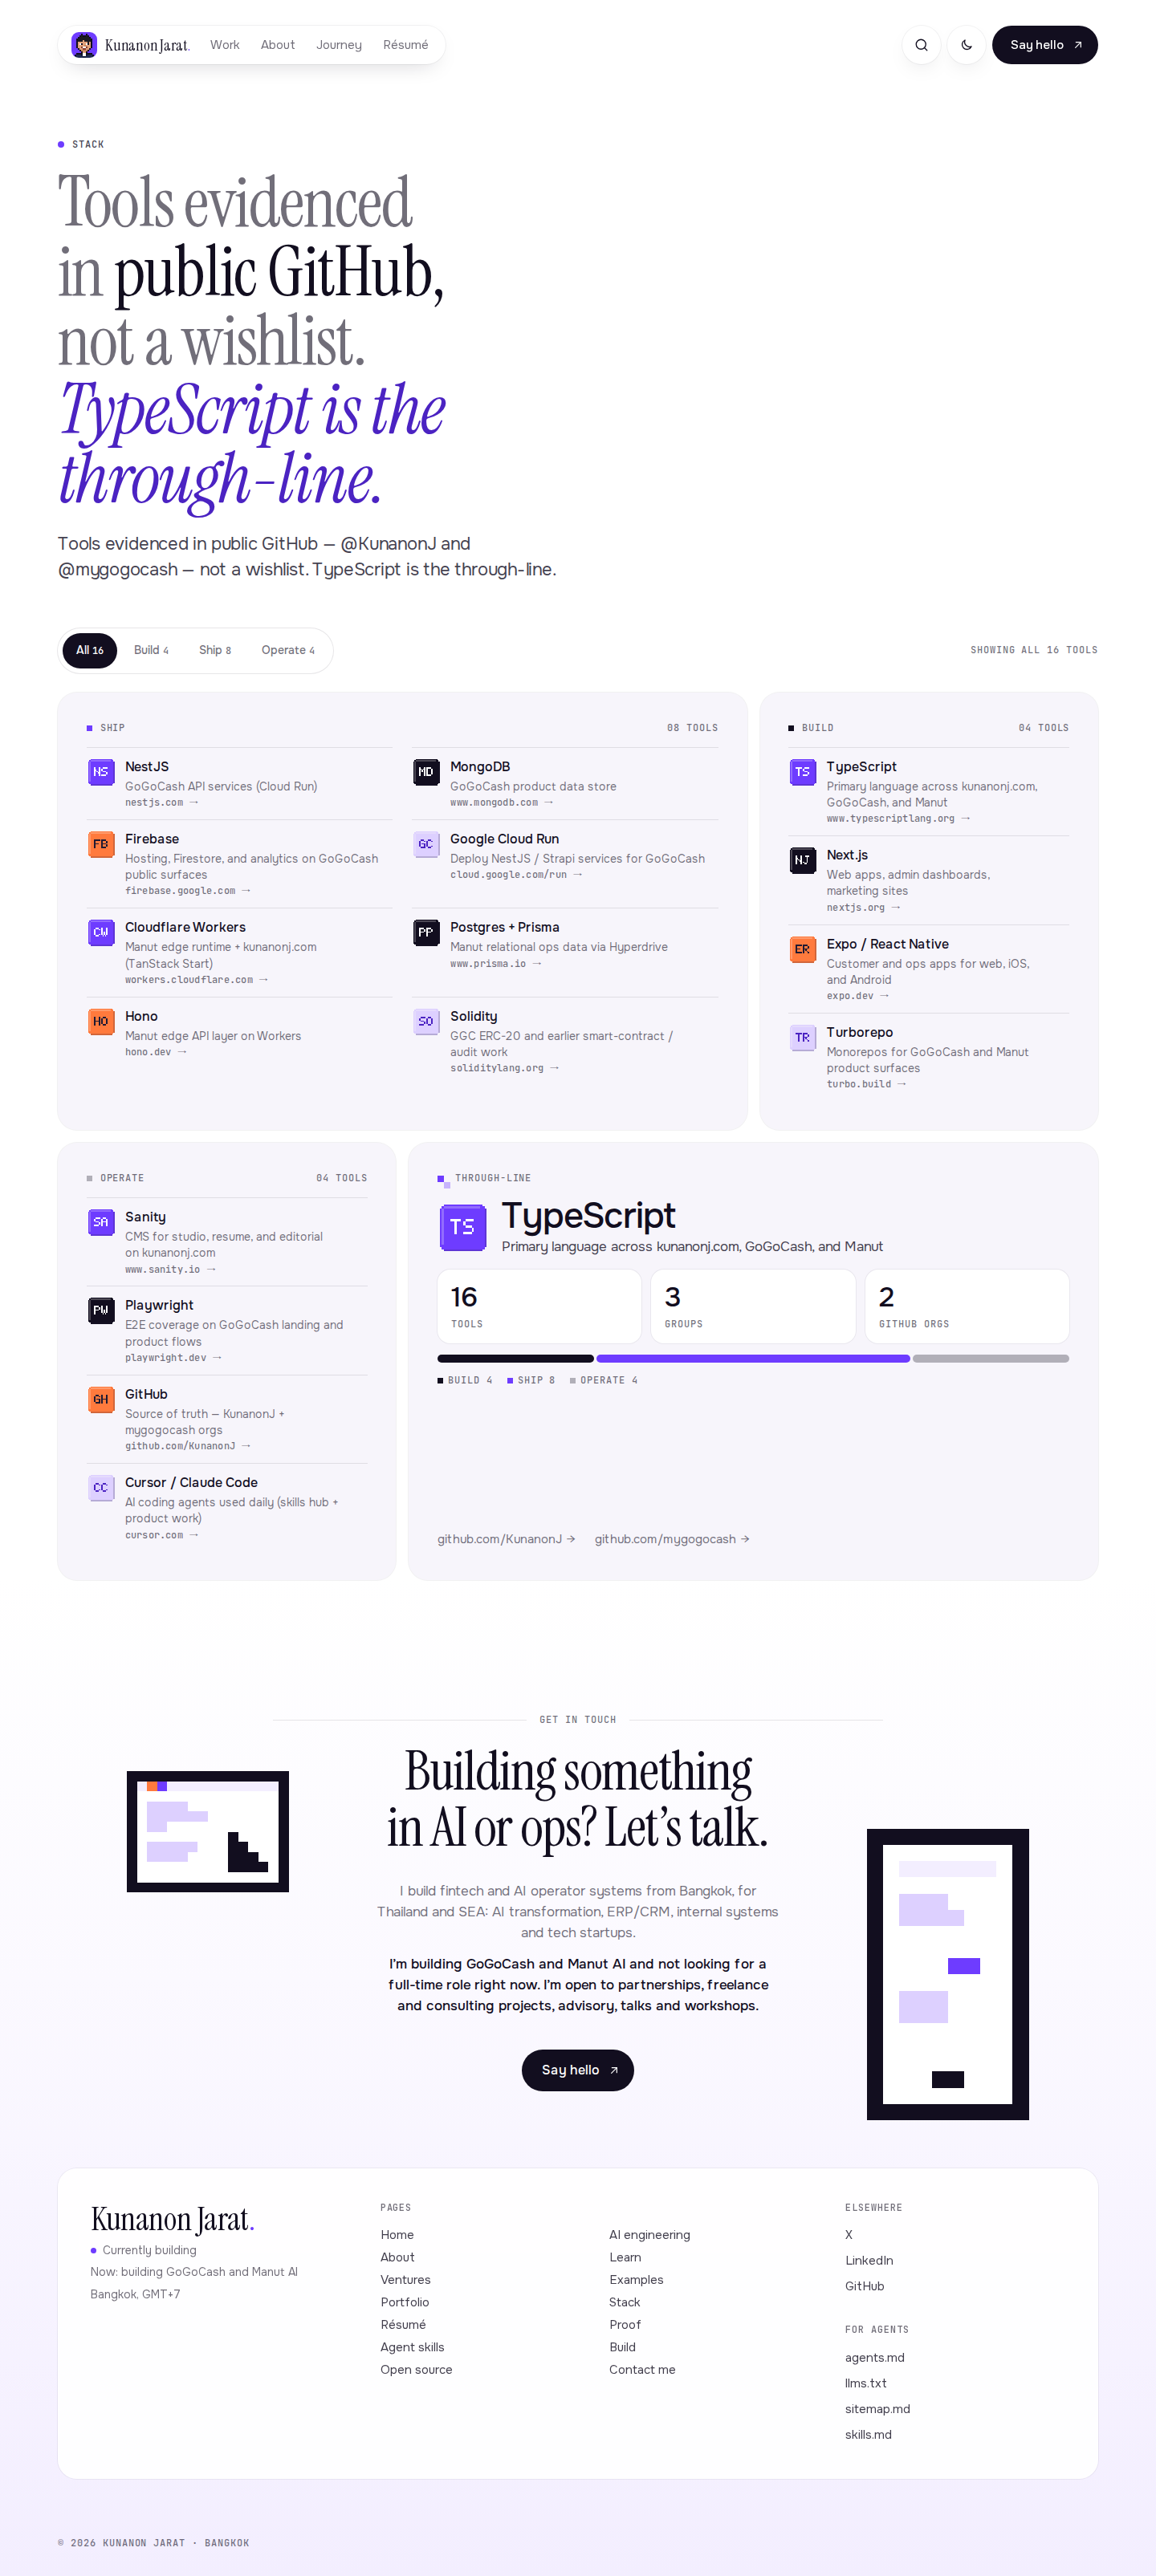 Kunanon Jarat.
Work
About
Journey
Résumé
Say hello
STACK
Tools evidenced
in public GitHub,
not a wishlist.
TypeScript is the
through-line.
Tools evidenced in public GitHub — @KunanonJ and
@mygogocash — not a wishlist. TypeScript is the through-line.
All 16
Build 4
Ship 8
Operate 4
SHOWING ALL 16 TOOLS
SHIP
08 TOOLS
NS
NestJS
GoGoCash API services (Cloud Run)
nestjs.com →
MD
MongoDB
GoGoCash product data store
www.mongodb.com →
FB
Firebase
Hosting, Firestore, and analytics on GoGoCash
public surfaces
firebase.google.com →
GC
Google Cloud Run
Deploy NestJS / Strapi services for GoGoCash
cloud.google.com/run →
CW
Cloudflare Workers
Manut edge runtime + kunanonj.com
(TanStack Start)
workers.cloudflare.com →
PP
Postgres + Prisma
Manut relational ops data via Hyperdrive
www.prisma.io →
HO
Hono
Manut edge API layer on Workers
hono.dev →
SO
Solidity
GGC ERC-20 and earlier smart-contract /
audit work
soliditylang.org →
BUILD
04 TOOLS
TS
TypeScript
Primary language across kunanonj.com,
GoGoCash, and Manut
www.typescriptlang.org →
NJ
Next.js
Web apps, admin dashboards,
marketing sites
nextjs.org →
ER
Expo / React Native
Customer and ops apps for web, iOS,
and Android
expo.dev →
TR
Turborepo
Monorepos for GoGoCash and Manut
product surfaces
turbo.build →
OPERATE
04 TOOLS
SA
Sanity
CMS for studio, resume, and editorial
on kunanonj.com
www.sanity.io →
PW
Playwright
E2E coverage on GoGoCash landing and
product flows
playwright.dev →
GH
GitHub
Source of truth — KunanonJ +
mygogocash orgs
github.com/KunanonJ →
CC
Cursor / Claude Code
AI coding agents used daily (skills hub +
product work)
cursor.com →
THROUGH-LINE
TS
TypeScript
Primary language across kunanonj.com, GoGoCash, and Manut
16
TOOLS
3
GROUPS
2
GITHUB ORGS
BUILD 4
SHIP 8
OPERATE 4
github.com/KunanonJ →
github.com/mygogocash →
GET IN TOUCH
Building something
in AI or ops? Let’s talk.
I build fintech and AI operator systems from Bangkok, for
Thailand and SEA: AI transformation, ERP/CRM, internal systems
and tech startups.
I’m building GoGoCash and Manut AI and not looking for a
full-time role right now. I’m open to partnerships, freelance
and consulting projects, advisory, talks and workshops.
Say hello
Kunanon Jarat.
Currently building
Now: building GoGoCash and Manut AI
Bangkok, GMT+7
PAGES
Home
About
Ventures
Portfolio
Résumé
Agent skills
Open source
AI engineering
Learn
Examples
Stack
Proof
Build
Contact me
ELSEWHERE
X
LinkedIn
GitHub
FOR AGENTS
agents.md
llms.txt
sitemap.md
skills.md
© 2026 KUNANON JARAT · BANGKOK